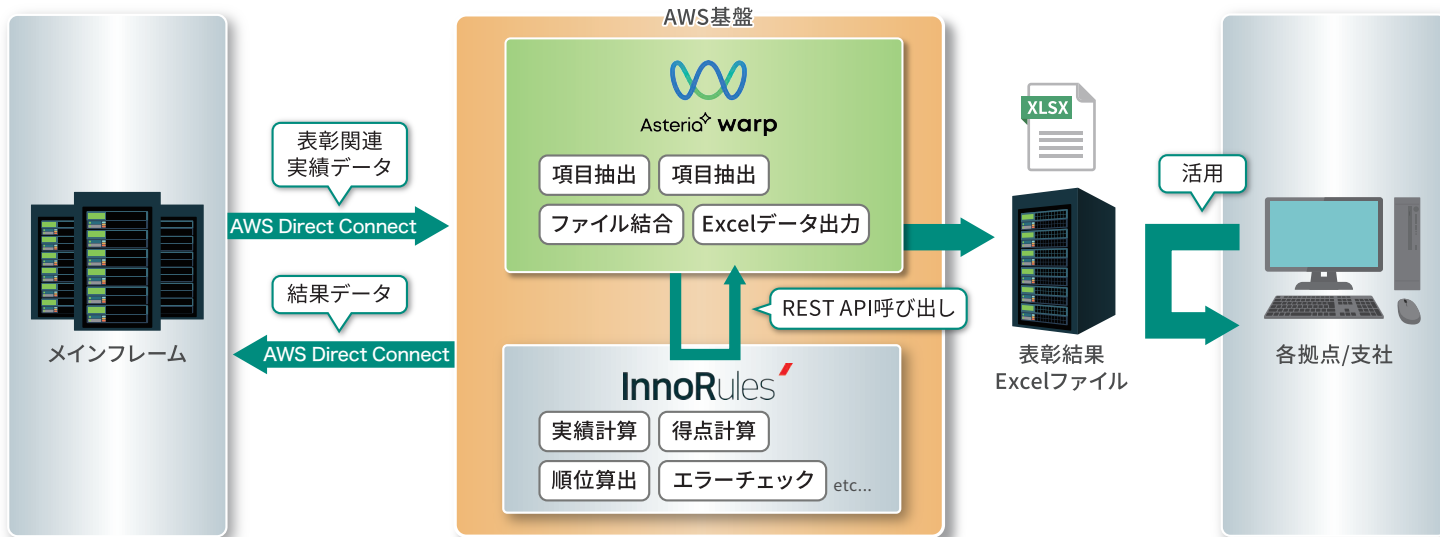 AWS基盤
表彰関連
実績データ
AWS Direct Connect
結果データ
AWS Direct Connect
メインフレーム
Asteria warp
項目抽出
項目抽出
ファイル結合
Excelデータ出力
REST API呼び出し
InnoRules
実績計算
得点計算
順位算出
エラーチェック
etc...
XLSX
表彰結果
Excelファイル
活用
各拠点/支社